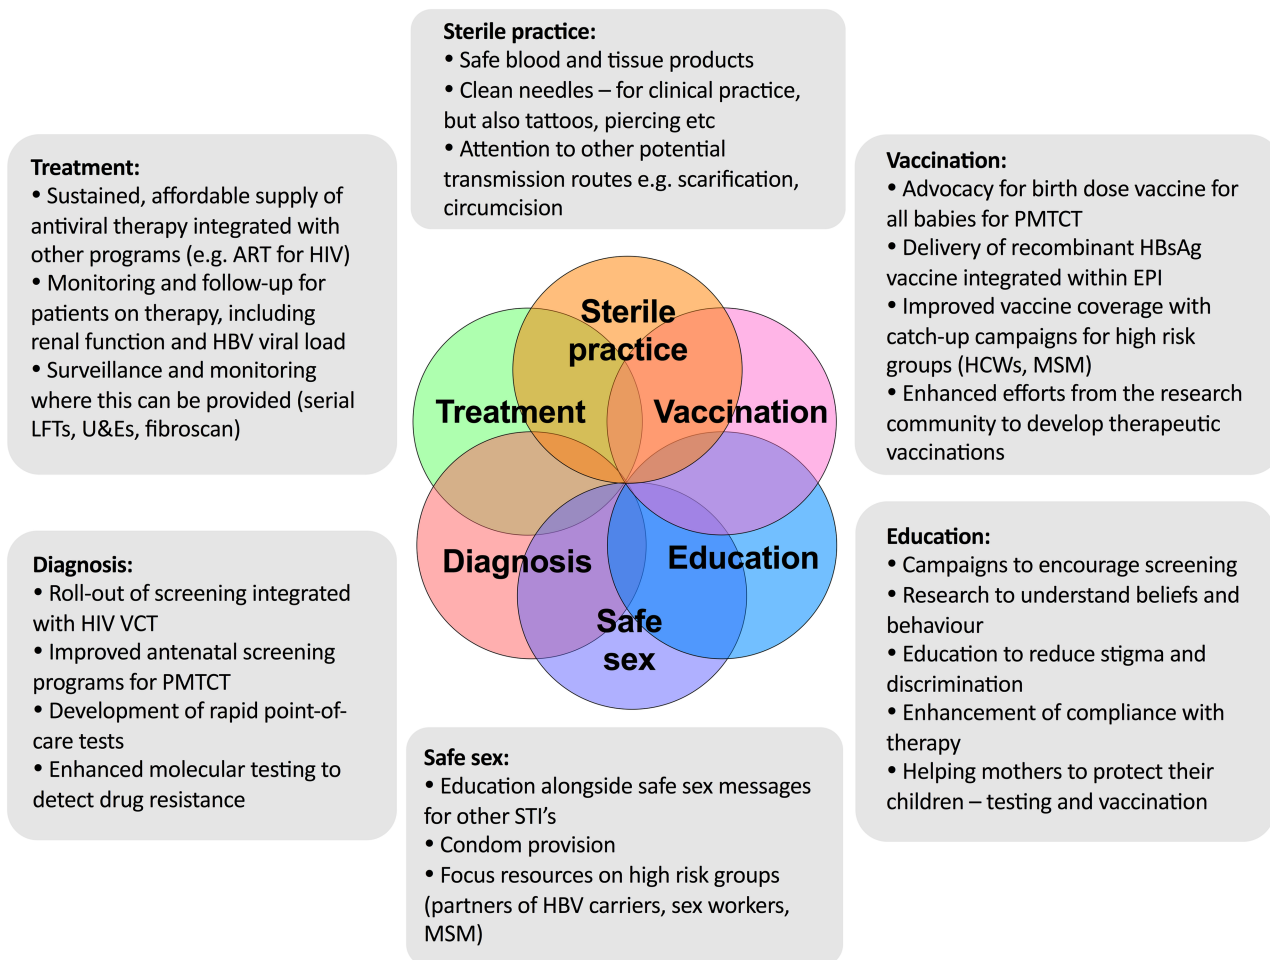 Sterile practice:
• Safe blood and tissue products
• Clean needles – for clinical practice,
but also tattoos, piercing etc
• Attention to other potential
transmission routes e.g. scarification,
circumcision
Treatment:
• Sustained, affordable supply of
antiviral therapy integrated with
other programs (e.g. ART for HIV)
• Monitoring and follow-up for
patients on therapy, including
renal function and HBV viral load
• Surveillance and monitoring
where this can be provided (serial
LFTs, U&Es, fibroscan)
Vaccination:
• Advocacy for birth dose vaccine for
all babies for PMTCT
• Delivery of recombinant HBsAg
vaccine integrated within EPI
• Improved vaccine coverage with
catch-up campaigns for high risk
groups (HCWs, MSM)
• Enhanced efforts from the research
community to develop therapeutic
vaccinations
Sterile
practice
Treatment
Vaccination
Diagnosis
Education
Safe
sex
Diagnosis:
• Roll-out of screening integrated
with HIV VCT
• Improved antenatal screening
programs for PMTCT
• Development of rapid point-of-
care tests
• Enhanced molecular testing to
detect drug resistance
Education:
• Campaigns to encourage screening
• Research to understand beliefs and
behaviour
• Education to reduce stigma and
discrimination
• Enhancement of compliance with
therapy
• Helping mothers to protect their
children – testing and vaccination
Safe sex:
• Education alongside safe sex messages
for other STI’s
• Condom provision
• Focus resources on high risk groups
(partners of HBV carriers, sex workers,
MSM)